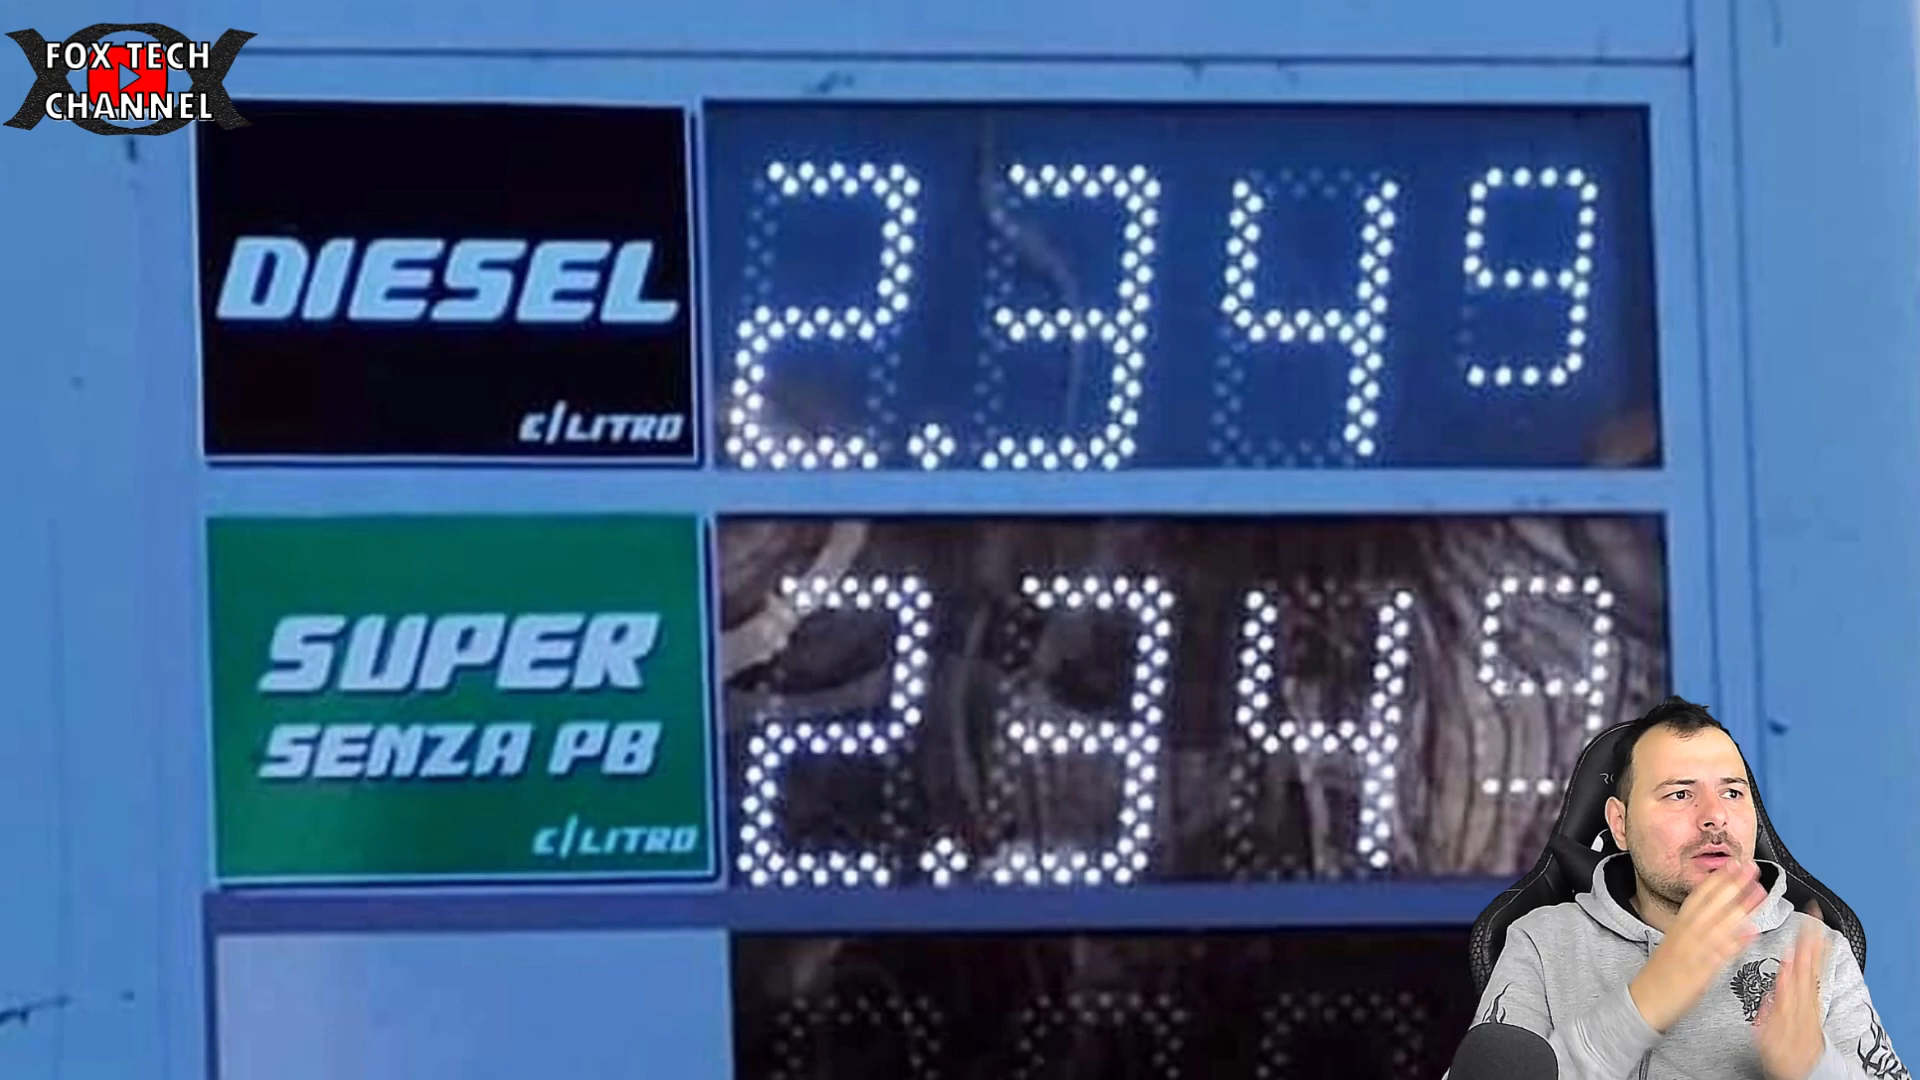 FOX TECH
CHANNEL
DIESEL
€/LITRO
2.349
SUPER
SENZA PB
€/LITRO
2.349